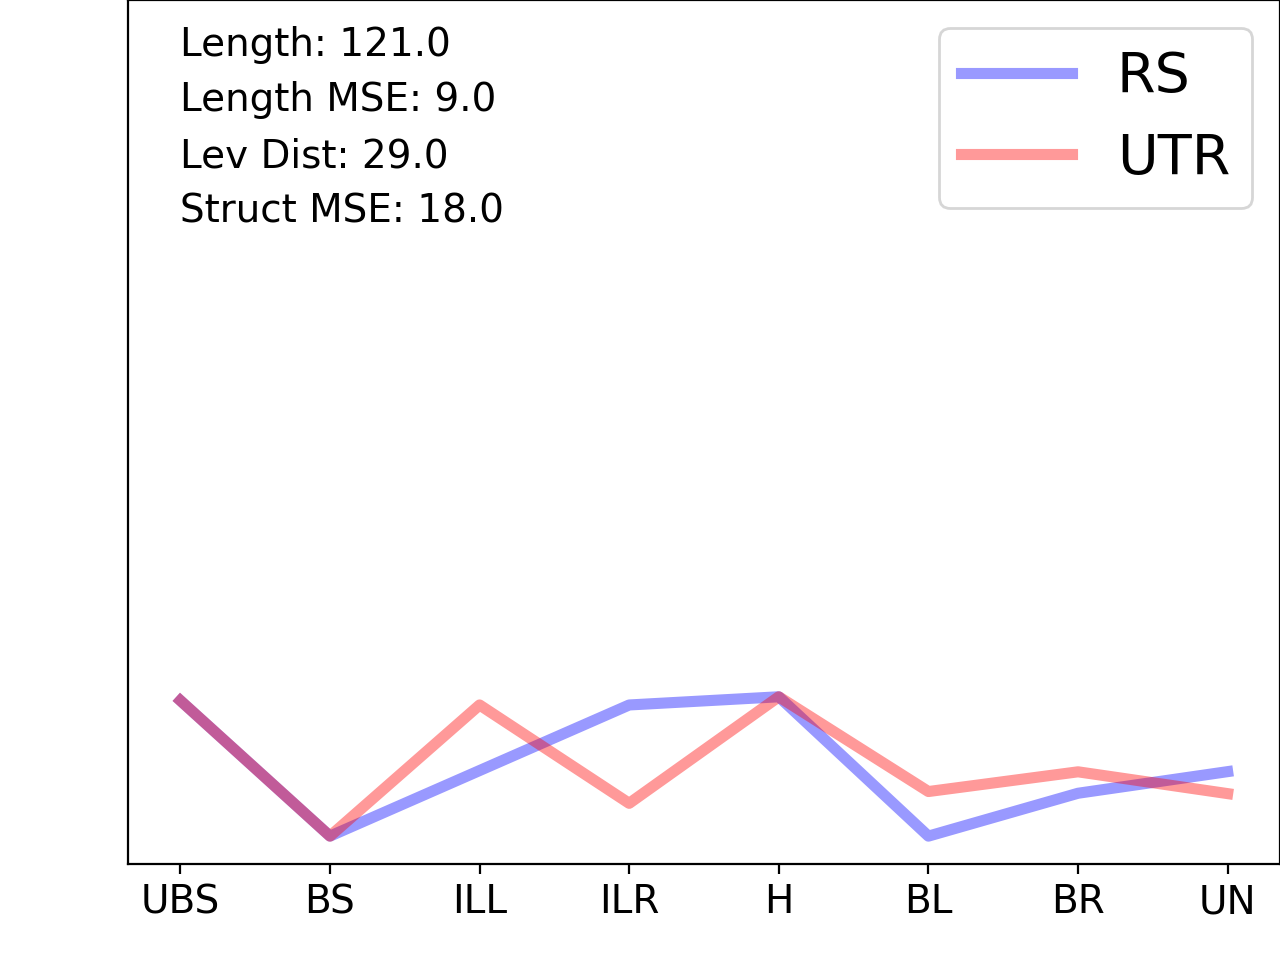 Length: 121.0
Length MSE: 9.0
Lev Dist: 29.0
Struct MSE: 18.0
RS
UTR
UBS BS ILL ILR H BL BR UN